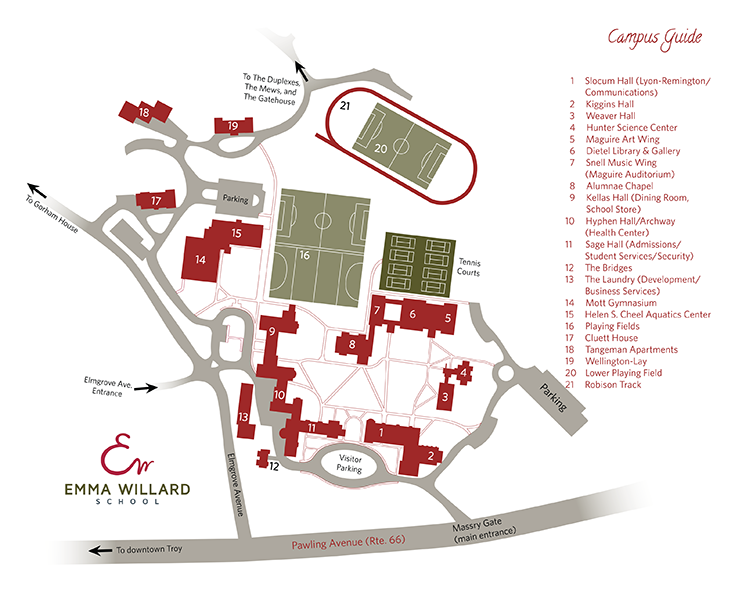 Campus Guide
1 Slocum Hall (Lyon-Remington/
Communications)
2 Kiggins Hall
3 Weaver Hall
4 Hunter Science Center
5 Maguire Art Wing
6 Dietel Library & Gallery
7 Snell Music Wing
(Maguire Auditorium)
8 Alumnae Chapel
9 Kellas Hall (Dining Room,
School Store)
10 Hyphen Hall/Archway
(Health Center)
11 Sage Hall (Admissions/
Student Services/Security)
12 The Bridges
13 The Laundry (Development/
Business Services)
14 Mott Gymnasium
15 Helen S. Cheel Aquatics Center
16 Playing Fields
17 Cluett House
18 Tangeman Apartments
19 Wellington-Lay
20 Lower Playing Field
21 Robison Track
To The Duplexes,
The Mews, and
The Gatehouse
21
18
19
20
To Gorham House
17
Parking
15
14
16
Tennis
Courts
7
6
5
9
8
4
3
Parking
Elmgrove Ave.
Entrance
10
13
11
1
2
12
Visitor
Parking
Elmgrove Avenue
Ew
EMMA WILLARD
SCHOOL
Massry Gate
(main entrance)
Pawling Avenue (Rte. 66)
To downtown Troy